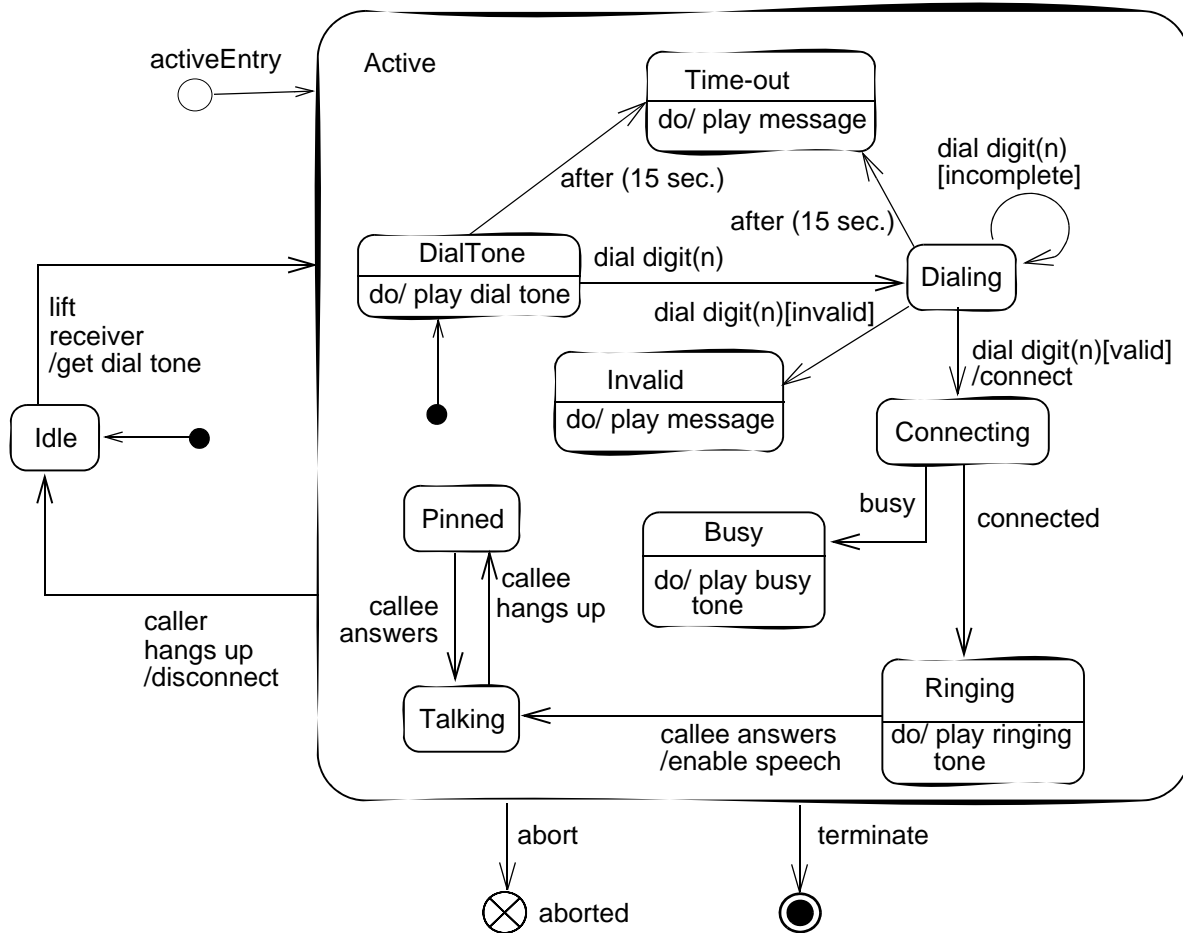 activeEntry
Active
Time-out
do/ play message
after (15 sec.)
after (15 sec.)
dial digit(n)
[incomplete]
DialTone
do/ play dial tone
dial digit(n)
Dialing
lift
receiver
/get dial tone
dial digit(n)[invalid]
dial digit(n)[valid]
/connect
Invalid
do/ play message
Idle
Connecting
Pinned
busy
connected
Busy
do/ play busy
tone
callee
answers
callee
hangs up
caller
hangs up
/disconnect
Talking
callee answers
/enable speech
Ringing
do/ play ringing
tone
abort
terminate
aborted